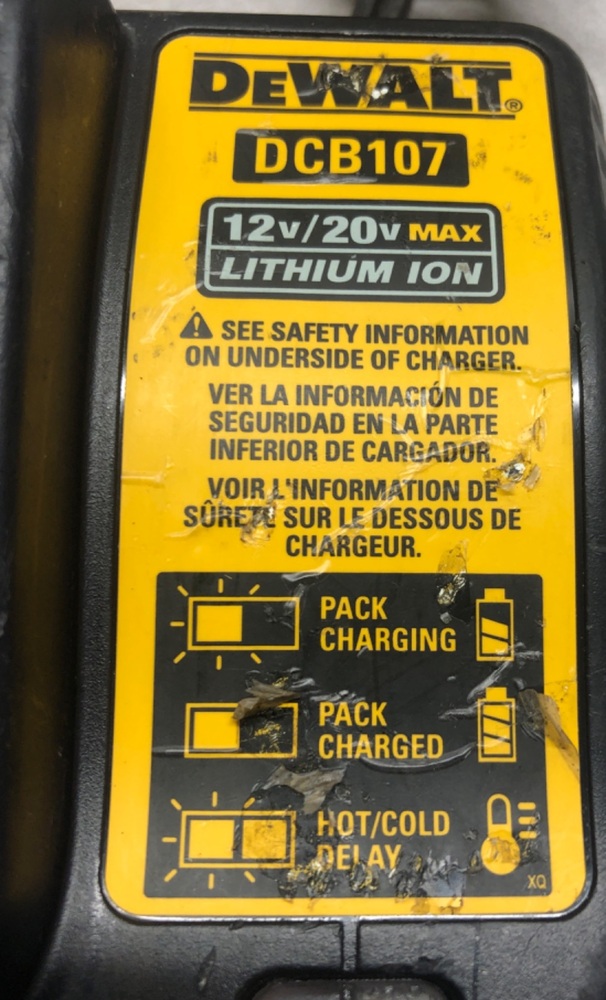 DEWALT®
DCB107
12V/20V MAX
LITHIUM ION
⚠ SEE SAFETY INFORMATION
ON UNDERSIDE OF CHARGER.
VER LA INFORMACIÓN DE
SEGURIDAD EN LA PARTE
INFERIOR DE CARGADOR.
VOIR L'INFORMATION DE
SÛRETÉ SUR LE DESSOUS DE
CHARGEUR.
PACK
CHARGING
PACK
CHARGED
HOT/COLD
DELAY
XQ